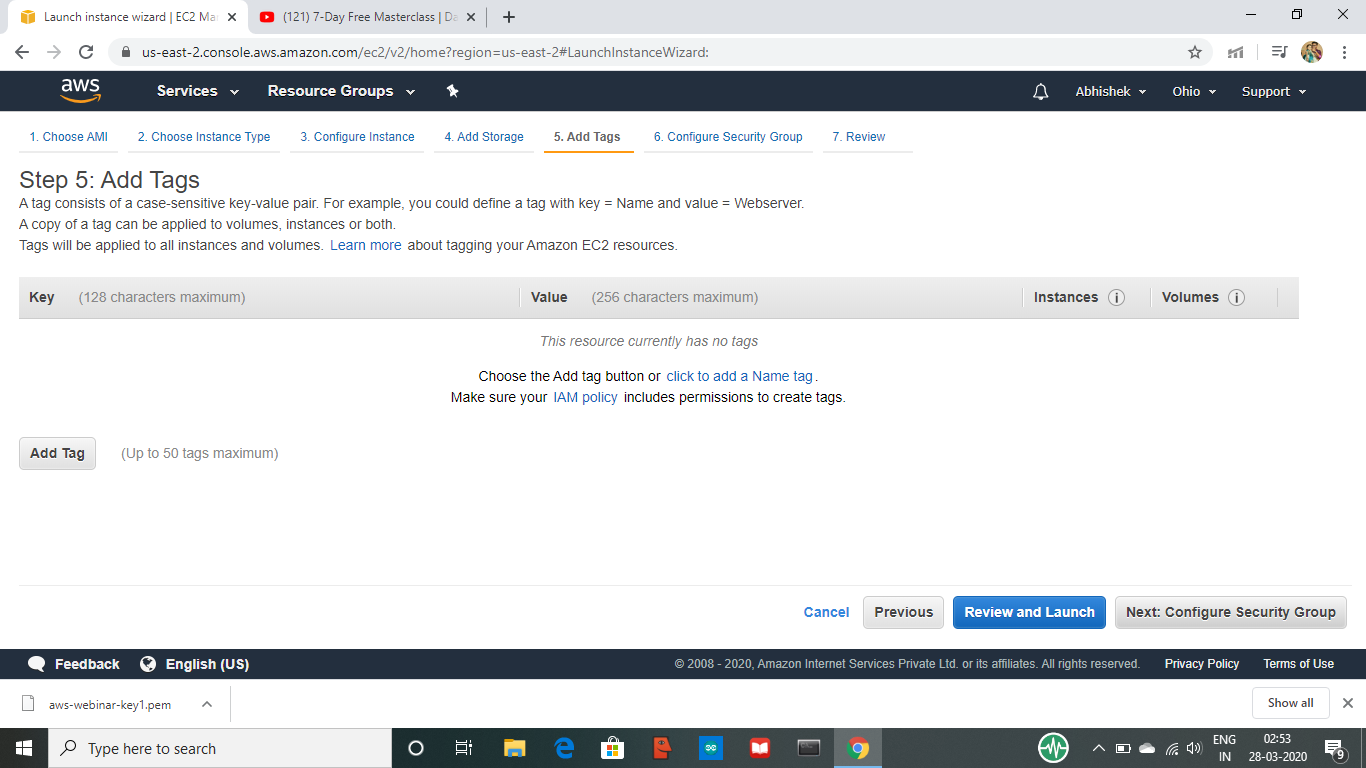 Launch instance wizard | EC2 Ma
(121) 7-Day Free Masterclass | Da
us-east-2.console.aws.amazon.com/ec2/v2/home?region=us-east-2#LaunchInstanceWizard:
aws
Services
Resource Groups
Abhishek
Ohio
Support
1. Choose AMI
2. Choose Instance Type
3. Configure Instance
4. Add Storage
5. Add Tags
6. Configure Security Group
7. Review
Step 5: Add Tags
A tag consists of a case-sensitive key-value pair. For example, you could define a tag with key = Name and value = Webserver.
A copy of a tag can be applied to volumes, instances or both.
Tags will be applied to all instances and volumes. Learn more about tagging your Amazon EC2 resources.
Key (128 characters maximum)
Value (256 characters maximum)
Instances
Volumes
This resource currently has no tags
Choose the Add tag button or click to add a Name tag.
Make sure your IAM policy includes permissions to create tags.
Add Tag
(Up to 50 tags maximum)
Cancel
Previous
Review and Launch
Next: Configure Security Group
Feedback
English (US)
© 2008 - 2020, Amazon Internet Services Private Ltd. or its affiliates. All rights reserved.
Privacy Policy
Terms of Use
aws-webinar-key1.pem
Show all
Type here to search
ENG
IN
02:53
28-03-2020
9